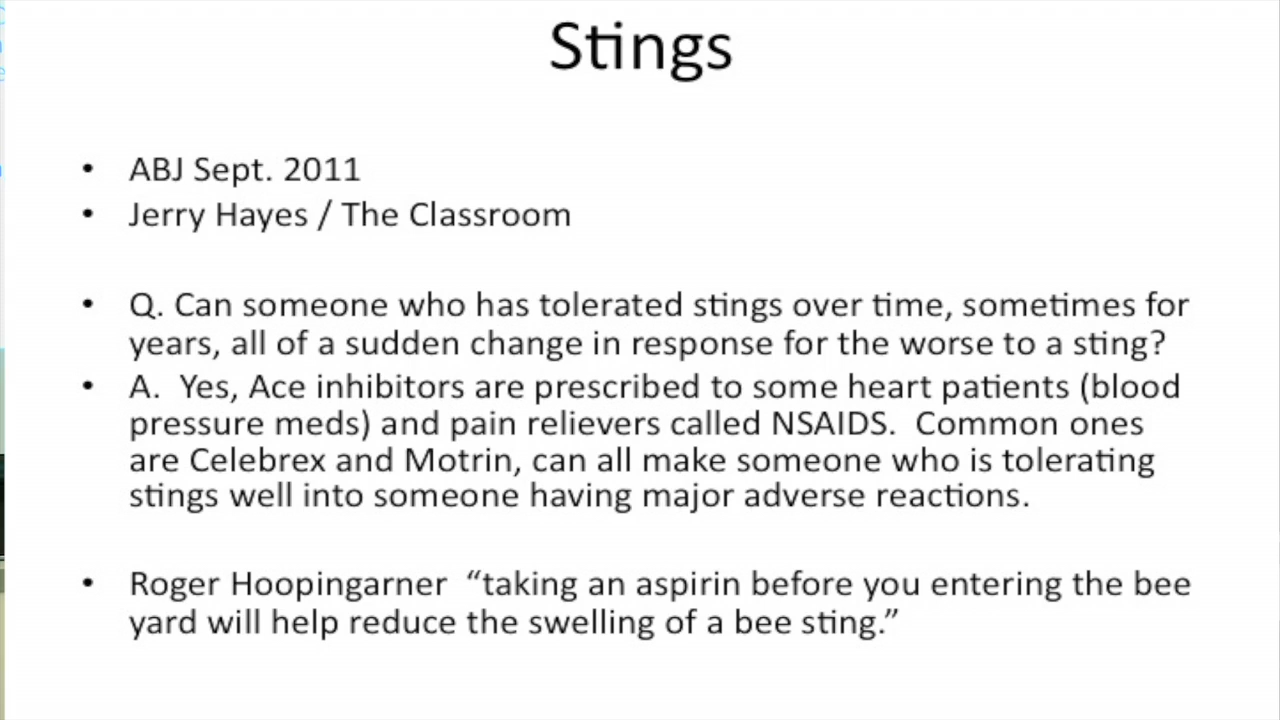 Stings
• ABJ Sept. 2011
• Jerry Hayes / The Classroom
• Q. Can someone who has tolerated stings over time, sometimes for
years, all of a sudden change in response for the worse to a sting?
• A.  Yes, Ace inhibitors are prescribed to some heart patients (blood
pressure meds) and pain relievers called NSAIDS.  Common ones
are Celebrex and Motrin, can all make someone who is tolerating
stings well into someone having major adverse reactions.
• Roger Hoopingarner  “taking an aspirin before you entering the bee
yard will help reduce the swelling of a bee sting.”